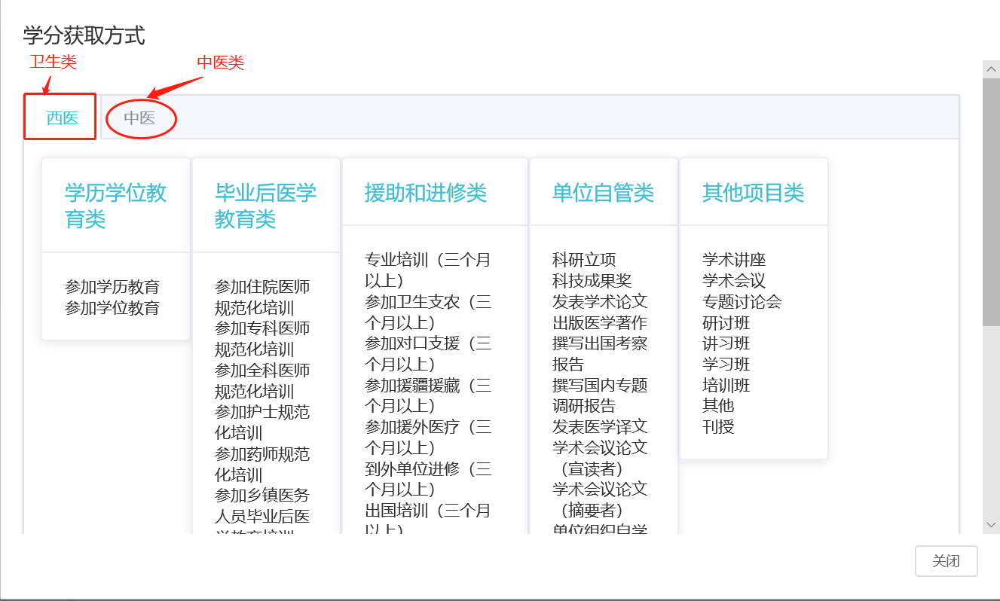 学分获取方式
卫生类
中医类
西医
中医
学历学位教
育类
参加学历教育
参加学位教育
毕业后医学
教育类
参加住院医师
规范化培训
参加专科医师
规范化培训
参加全科医师
规范化培训
参加护士规范
化培训
参加药师规范
化培训
参加乡镇医务
人员毕业后医
学教育培训
援助和进修类
专业培训（三个月
以上）
参加卫生支农（三
个月以上）
参加对口支援（三
个月以上）
参加援疆援藏（三
个月以上）
参加援外医疗（三
个月以上）
到外单位进修（三
个月以上）
出国培训（三个月
以上）
单位自管类
科研立项
科技成果奖
发表学术论文
出版医学著作
撰写出国考察
报告
撰写国内专题
调研报告
发表医学译文
学术会议论文
（宣读者）
学术会议论文
（摘要者）
单位组织自学
其他项目类
学术讲座
学术会议
专题讨论会
研讨班
讲习班
学习班
培训班
其他
刊授
关闭